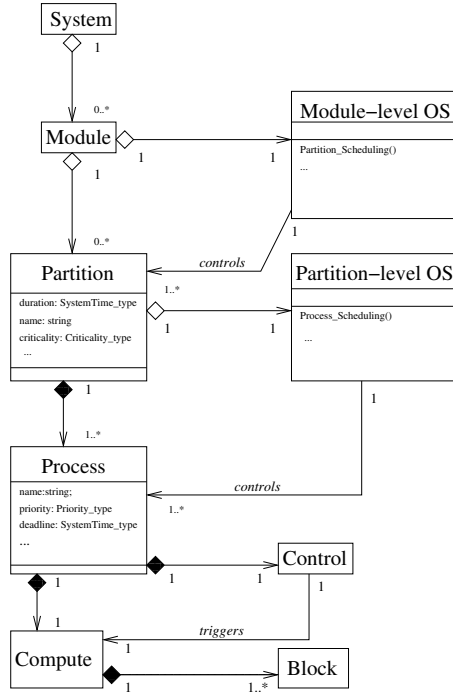 System
1
0..*
Module
1
1
1
Module–level OS
Partition_Scheduling()
...
1
controls
0..*
1..*
Partition
duration: SystemTime_type
name: string
criticality: Criticality_type
...
1
1
Partition–level OS
Process_Scheduling()
...
1
1
1..*
controls
1..*
Process
name:string;
priority: Priority_type
deadline: SystemTime_type
...
1
1
1
Control
1
triggers
1
1
Compute
1
1..*
Block